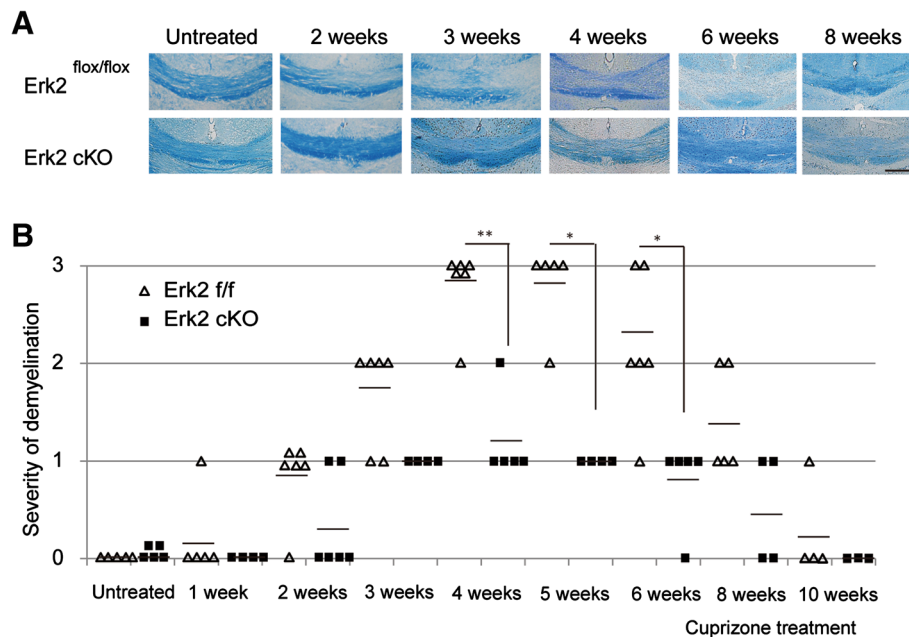 A
Untreated 2 weeks 3 weeks 4 weeks 6 weeks 8 weeks
Erk2 flox/flox
Erk2 cKO
B
** * *
3
Erk2 f/f
Erk2 cKO
2
1
0
Severity of demyelination
Untreated 1 week 2 weeks 3 weeks 4 weeks 5 weeks 6 weeks 8 weeks 10 weeks
Cuprizone treatment